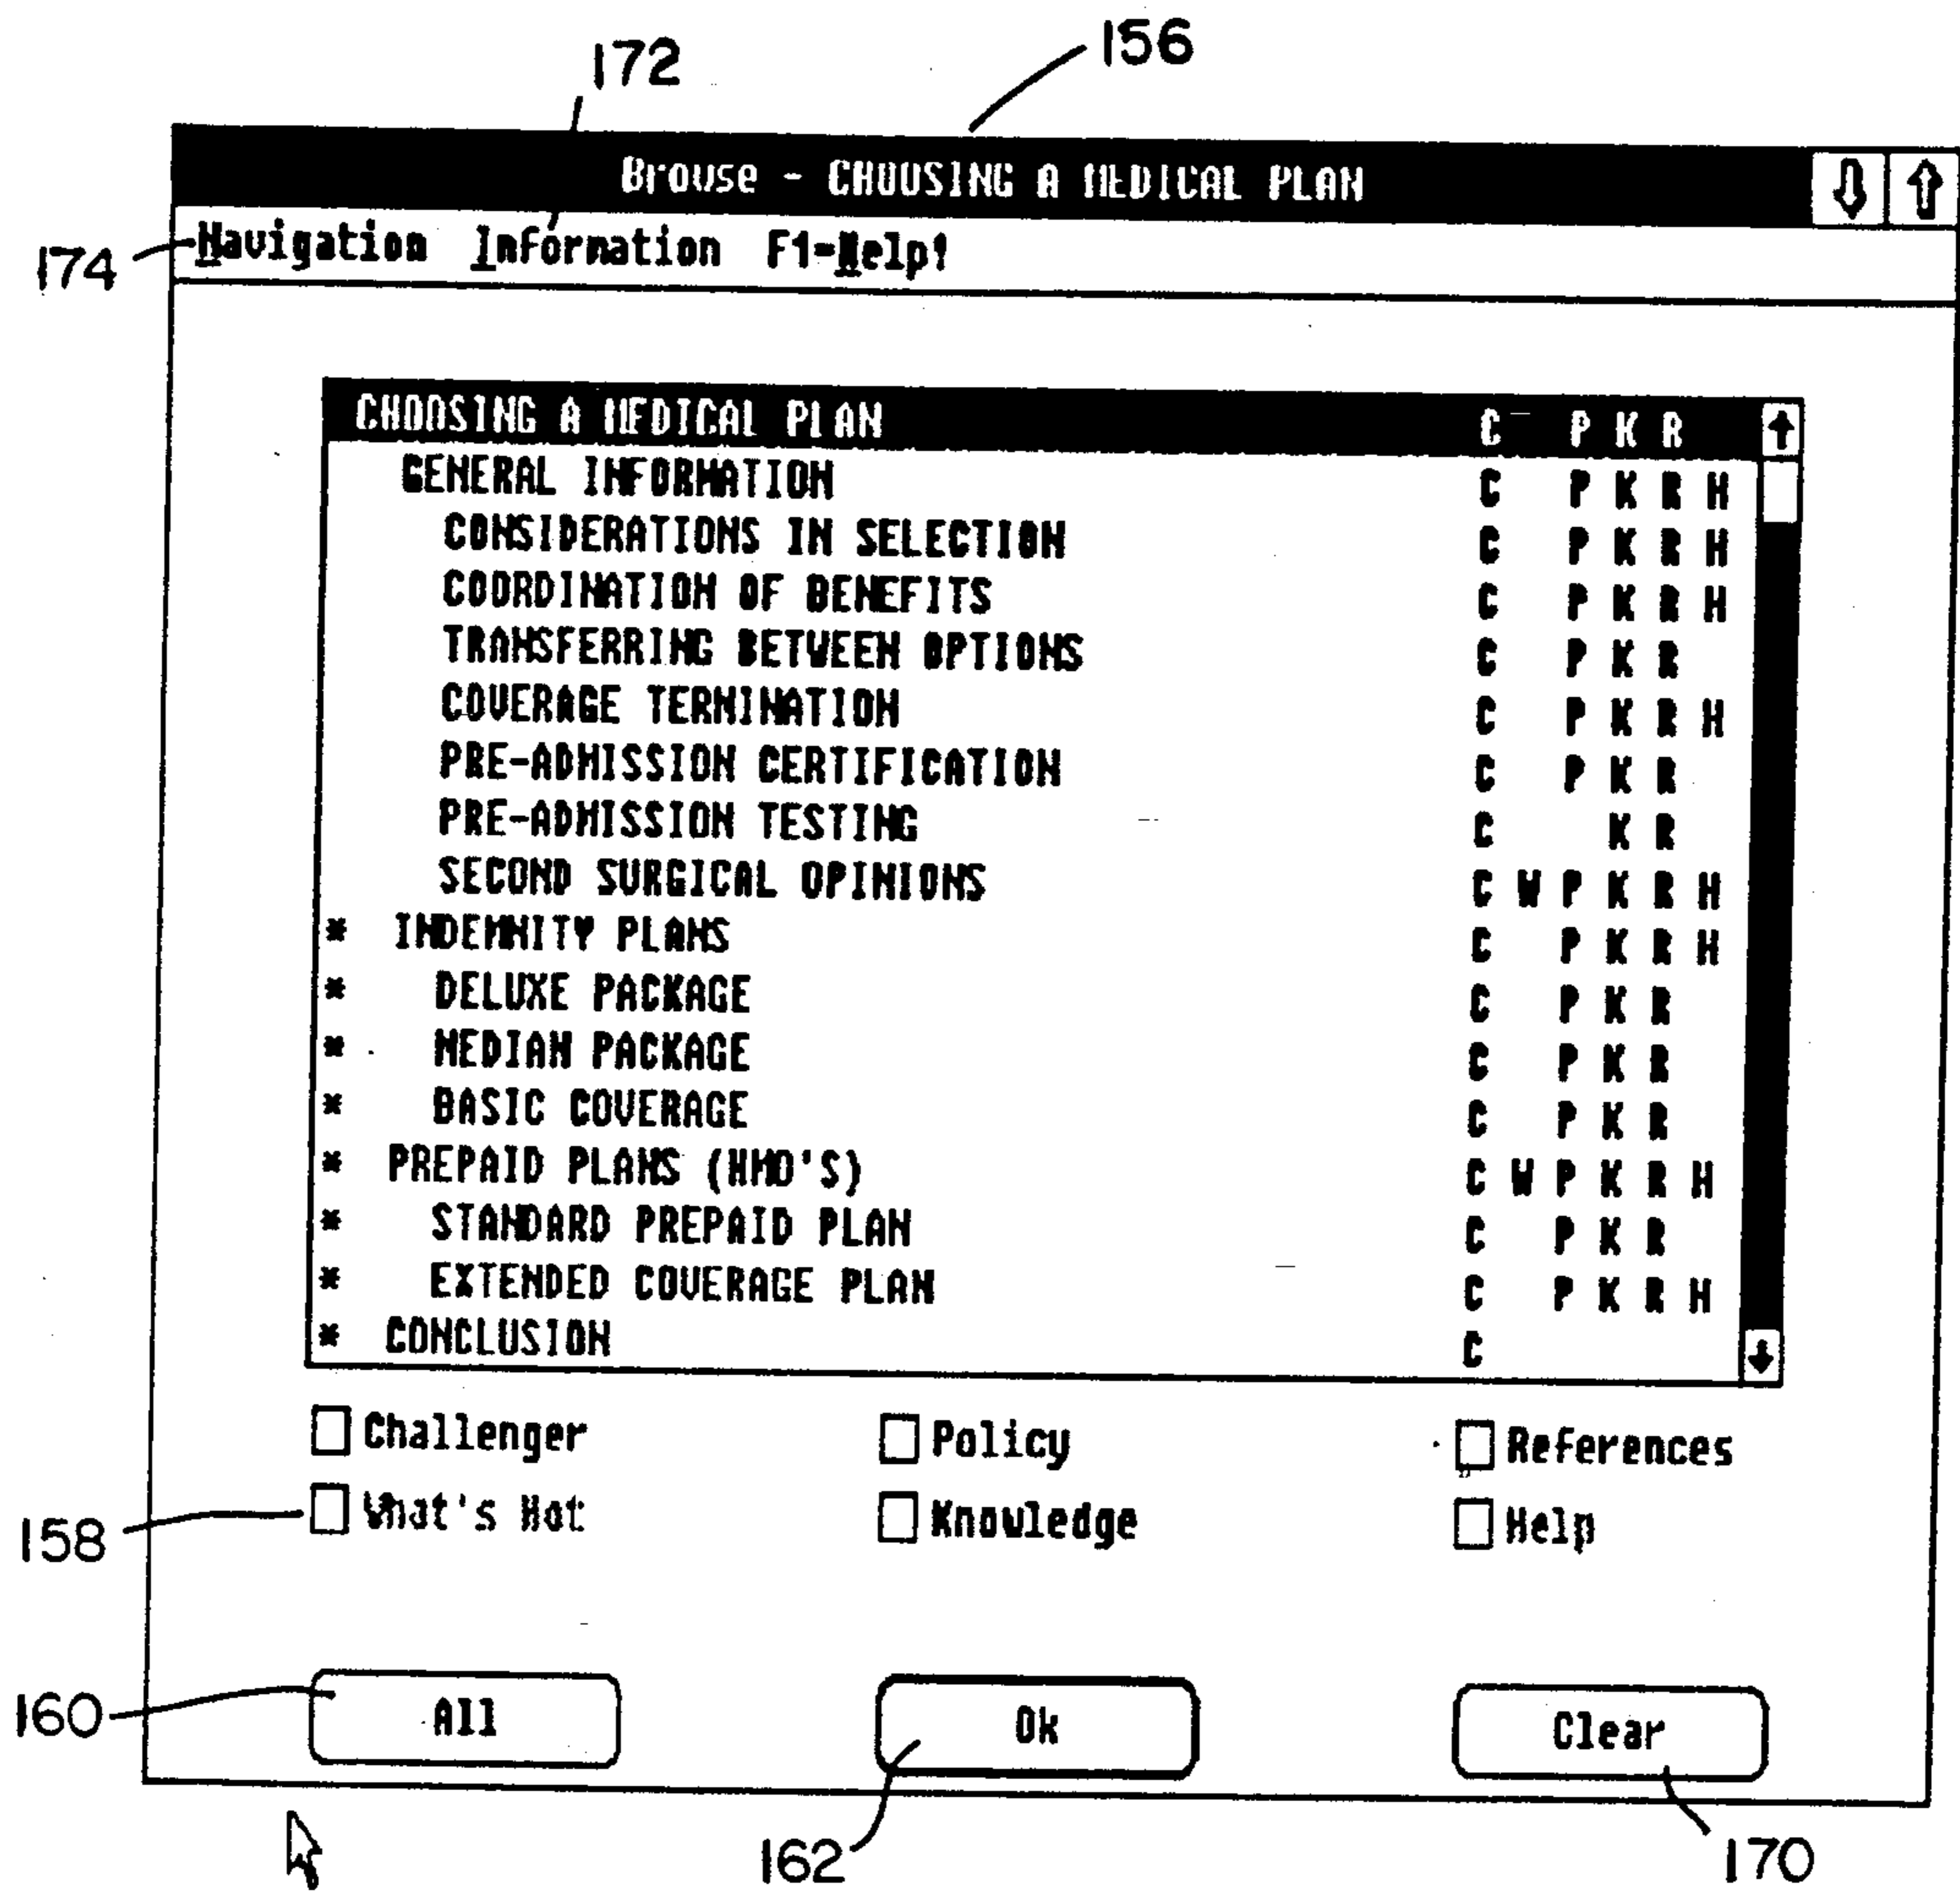 172
156
Browse - CHOOSING A MEDICAL PLAN
174
Navigation Information F1=Help!
CHOOSING A MEDICAL PLAN C P K R
GENERAL INFORMATION C P K R H
CONSIDERATIONS IN SELECTION C P K R H
COORDINATION OF BENEFITS C P K R H
TRANSFERRING BETWEEN OPTIONS C P K R
COVERAGE TERMINATION C P K R H
PRE-ADMISSION CERTIFICATION C P K R
PRE-ADMISSION TESTING C K R
SECOND SURGICAL OPINIONS C W P K R H
* INDEMNITY PLANS C P K R H
* DELUXE PACKAGE C P K R
* MEDIAN PACKAGE C P K R
* BASIC COVERAGE C P K R
* PREPAID PLANS (HMO'S) C W P K R H
* STANDARD PREPAID PLAN C P K R
* EXTENDED COVERAGE PLAN C P K R H
* CONCLUSION C
Challenger Policy References
158 What's Hot Knowledge Help
160 All Ok Clear
162 170